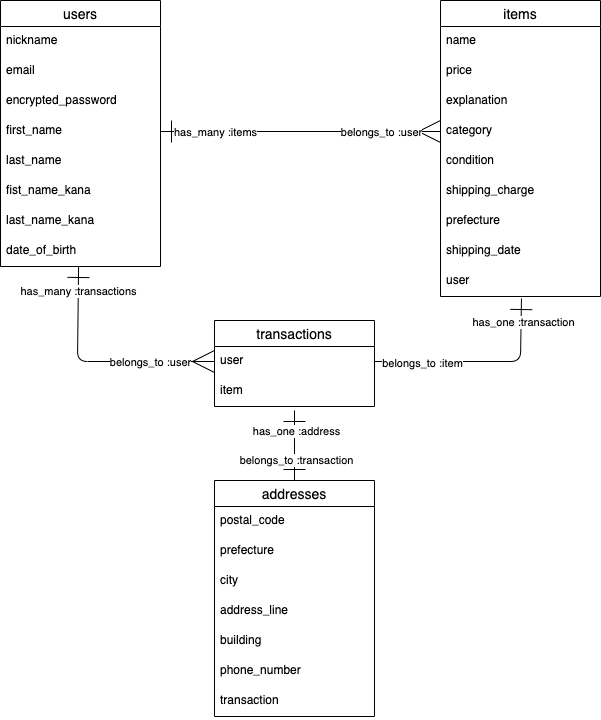 users
nickname
email
encrypted_password
first_name
last_name
fist_name_kana
last_name_kana
date_of_birth
items
name
price
explanation
category
condition
shipping_charge
prefecture
shipping_date
user
has_many :items
belongs_to :user
has_many :transactions
belongs_to :user
has_one :transaction
belongs_to :item
transactions
user
item
has_one :address
belongs_to :transaction
addresses
postal_code
prefecture
city
address_line
building
phone_number
transaction